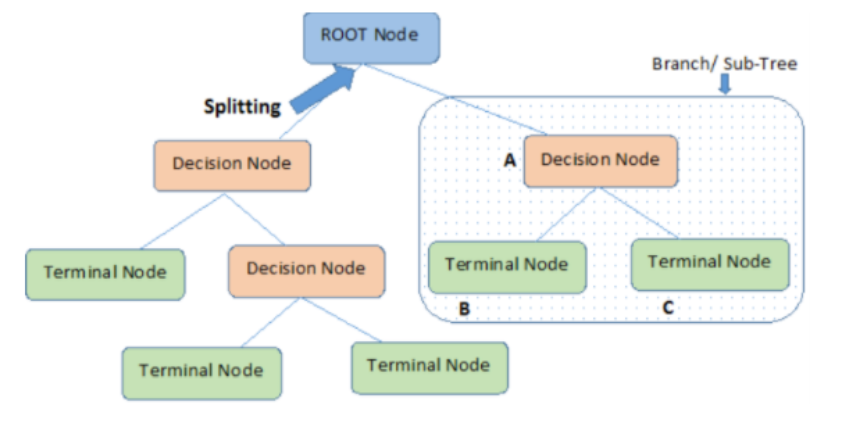 ROOT Node
Branch/ Sub-Tree
Splitting
Decision Node
A
Decision Node
Terminal Node
Decision Node
Terminal Node
Terminal Node
B
C
Terminal Node
Terminal Node